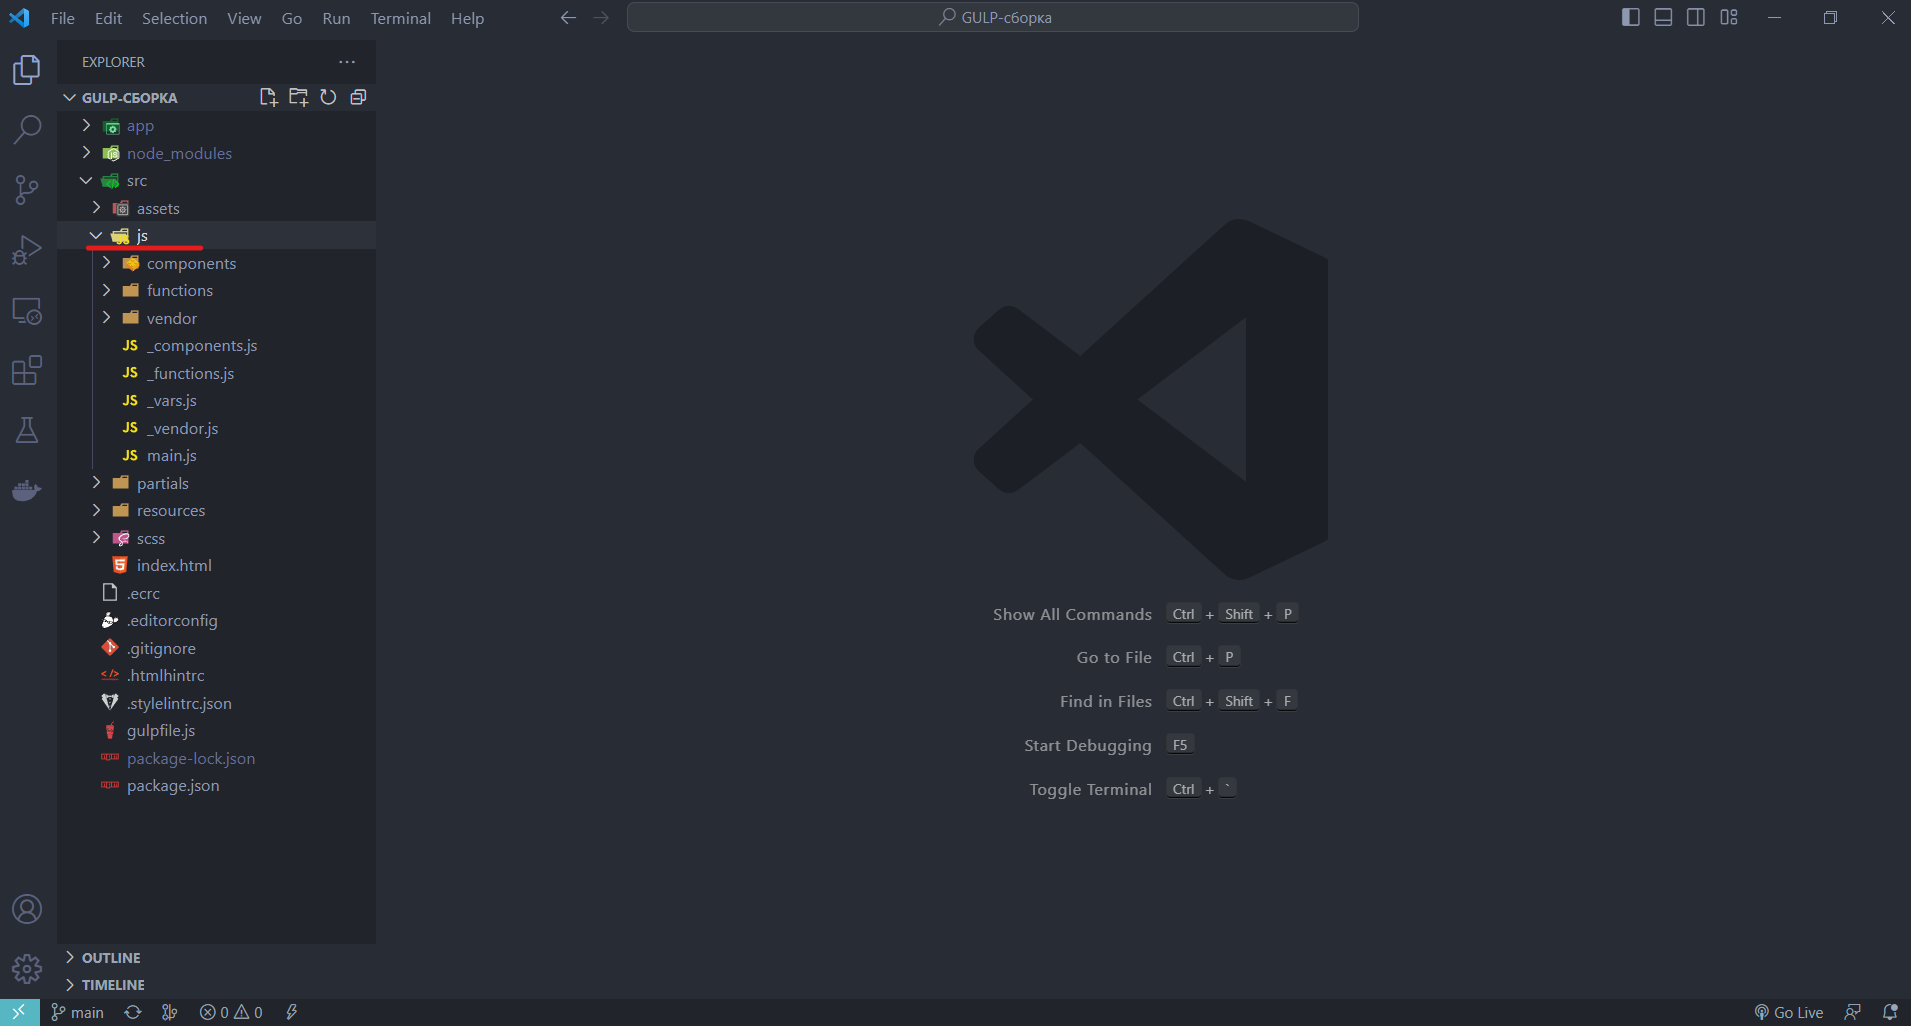 File Edit Selection View Go Run Terminal Help
GULP-сборка
EXPLORER
GULP-СБОРКА
app
node_modules
src
assets
js
components
functions
vendor
JS _components.js
JS _functions.js
JS _vars.js
JS _vendor.js
JS main.js
partials
resources
scss
index.html
.ecrc
.editorconfig
.gitignore
.htmlhintrc
.stylelintrc.json
gulpfile.js
package-lock.json
package.json
Show All Commands Ctrl + Shift + P
Go to File Ctrl + P
Find in Files Ctrl + Shift + F
Start Debugging F5
Toggle Terminal Ctrl + `
OUTLINE
TIMELINE
main 0 0 Go Live